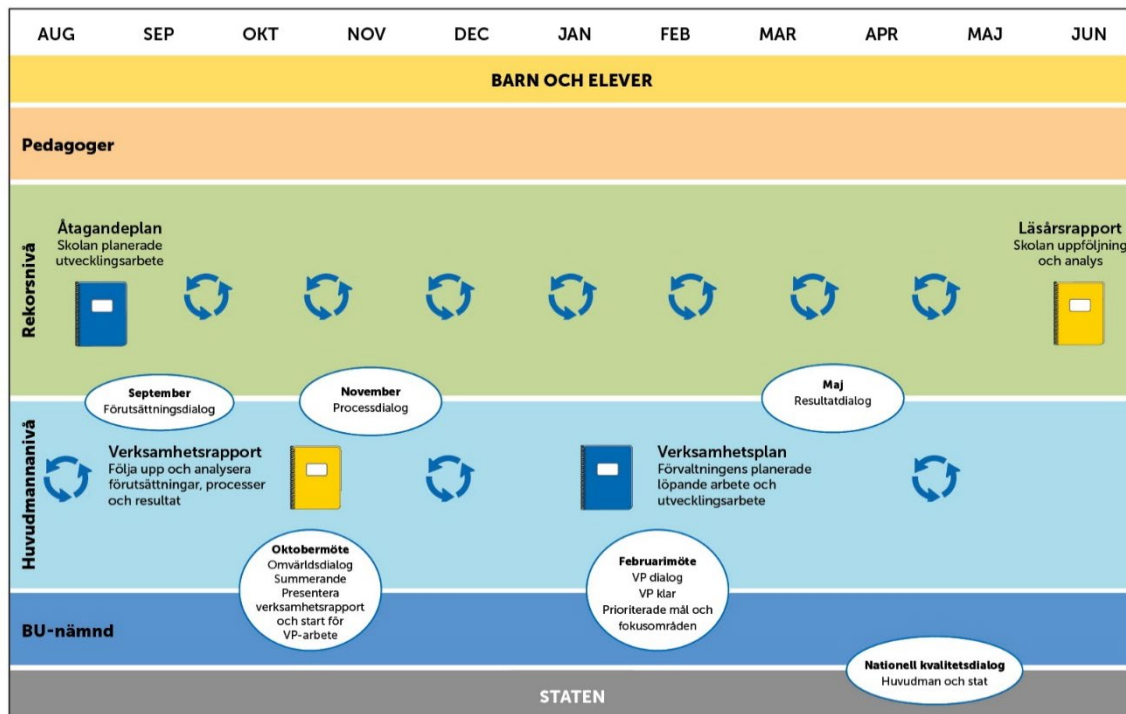 AUG SEP OKT NOV DEC JAN FEB MAR APR MAJ JUN
BARN OCH ELEVER
Pedagoger
Rekorsnivå
Åtagandeplan
Skolan planerade
utvecklingsarbete
Läsårsrapport
Skolan uppföljning
och analys
September
Förutsättningsdialog
November
Processdialog
Maj
Resultatdialog
Huvudmannanivå
Verksamhetsrapport
Följa upp och analysera
förutsättningar, processer
och resultat
Verksamhetsplan
Förvaltningens planerade
löpande arbete och
utvecklingsarbete
Oktobermöte
Omvärldsdialog
Summerande
Presentera
verksamhetsrapport
och start för
VP-arbete
Februarimöte
VP dialog
VP klar
Prioriterade mål och
fokusområden
BU-nämnd
Nationell kvalitetsdialog
Huvudman och stat
STATEN